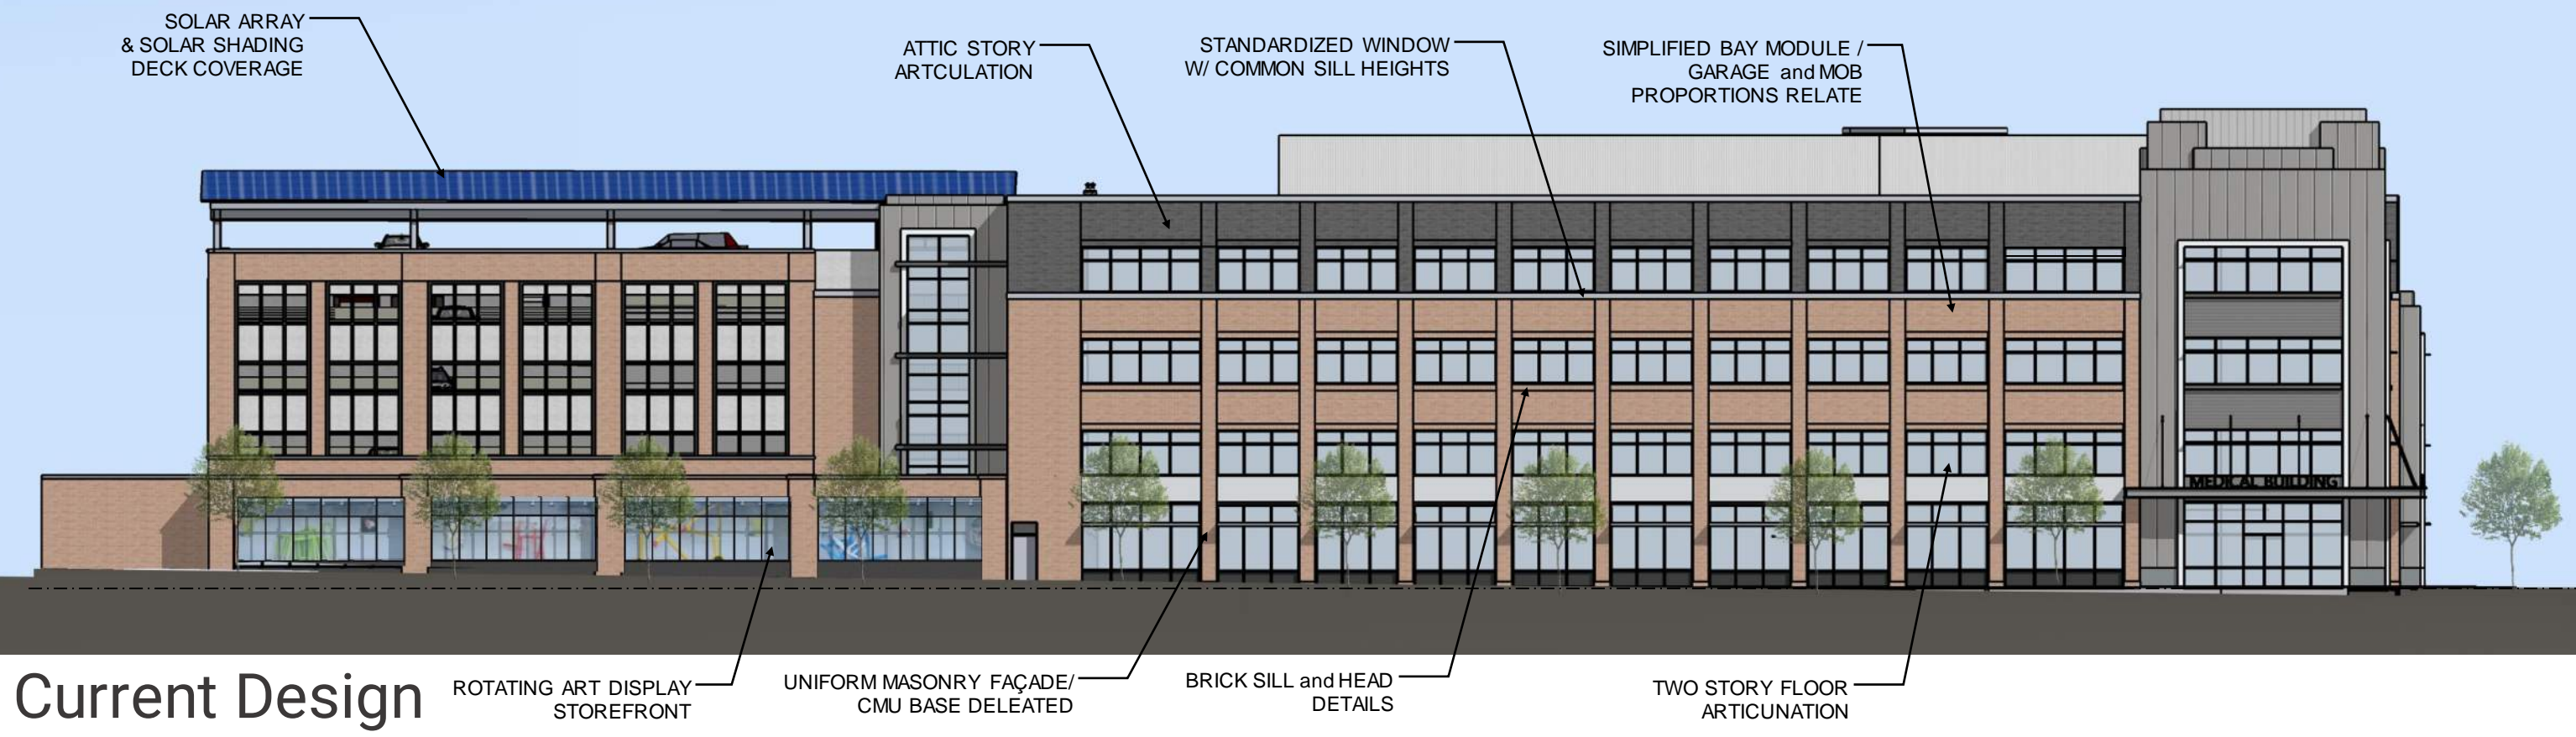 SOLAR ARRAY
& SOLAR SHADING
DECK COVERAGE
ATTIC STORY
ARTCULATION
STANDARDIZED WINDOW
W/ COMMON SILL HEIGHTS
SIMPLIFIED BAY MODULE /
GARAGE and MOB
PROPORTIONS RELATE
MEDICAL BUILDING
Current Design
ROTATING ART DISPLAY
STOREFRONT
UNIFORM MASONRY FAÇADE/
CMU BASE DELEATED
BRICK SILL and HEAD
DETAILS
TWO STORY FLOOR
ARTICUNATION